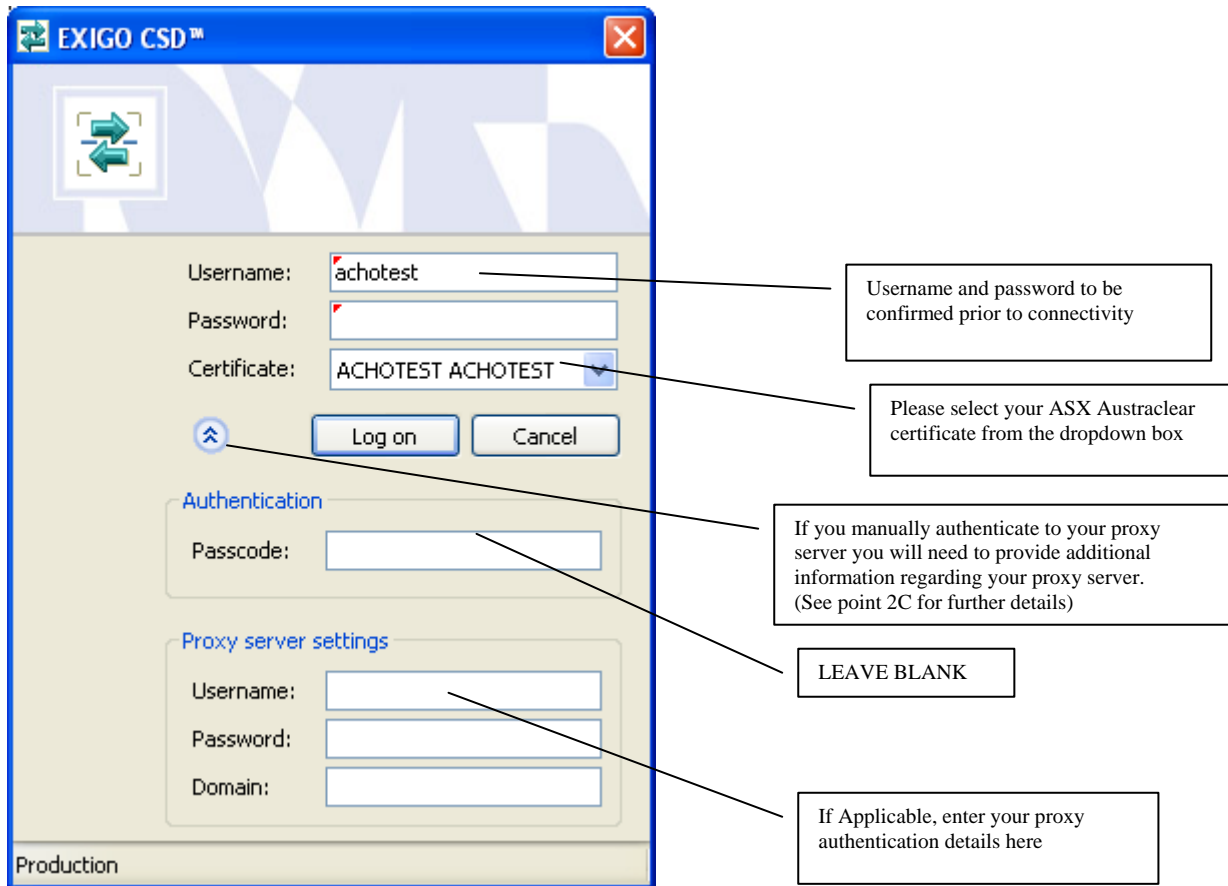 EXIGO CSD™
Username:
achotest
Password:
Certificate:
ACHOTEST ACHOTEST
Log on
Cancel
Authentication
Passcode:
Proxy server settings
Username:
Password:
Domain:
Production
Username and password to be
confirmed prior to connectivity
Please select your ASX Austraclear
certificate from the dropdown box
If you manually authenticate to your proxy
server you will need to provide additional
information regarding your proxy server.
(See point 2C for further details)
LEAVE BLANK
If Applicable, enter your proxy
authentication details here